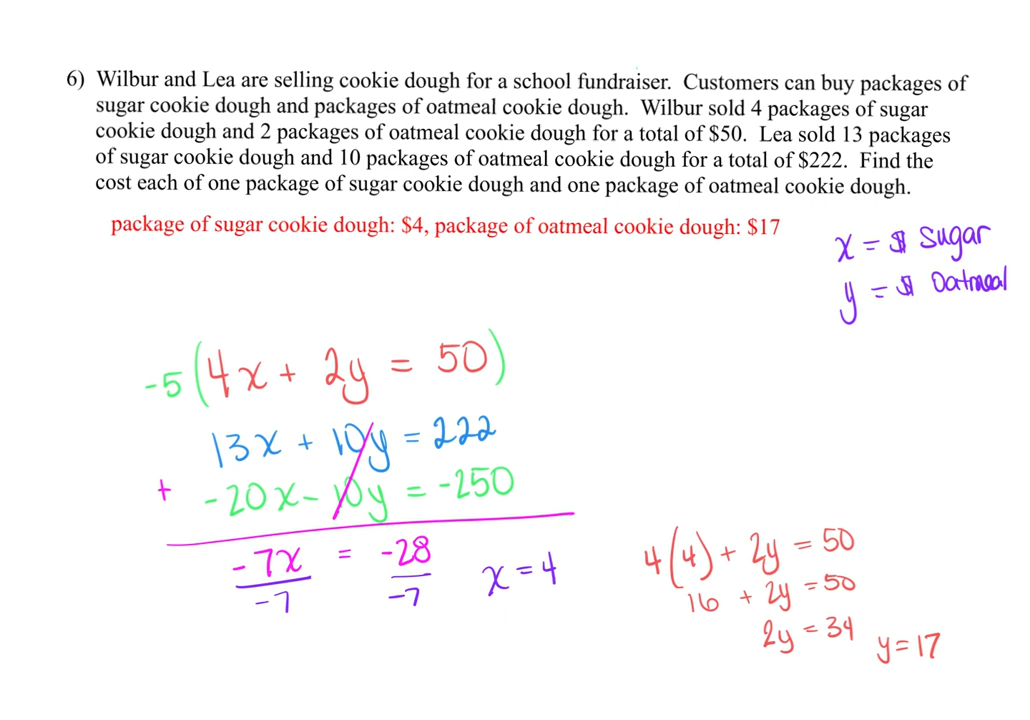 6) Wilbur and Lea are selling cookie dough for a school fundraiser. Customers can buy packages of
sugar cookie dough and packages of oatmeal cookie dough. Wilbur sold 4 packages of sugar
cookie dough and 2 packages of oatmeal cookie dough for a total of $50. Lea sold 13 packages
of sugar cookie dough and 10 packages of oatmeal cookie dough for a total of $222. Find the
cost each of one package of sugar cookie dough and one package of oatmeal cookie dough.
package of sugar cookie dough: $4, package of oatmeal cookie dough: $17
x = $ Sugar
y = $ Oatmeal
-5(4x + 2y = 50)
13x + 10y = 222
+ -20x - 10y = -250
-7x = -28
-7 -7
x = 4
4(4) + 2y = 50
16 + 2y = 50
2y = 34
y = 17